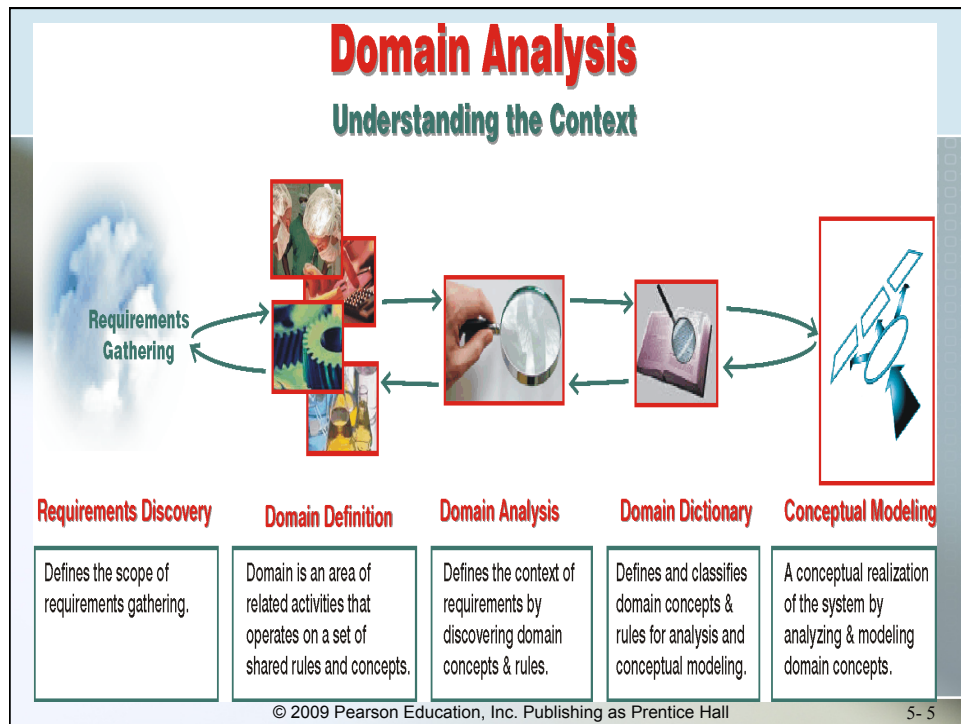 Domain Analysis
Understanding the Context
Requirements
Gathering
Requirements Discovery
Domain Definition
Domain Analysis
Domain Dictionary
Conceptual Modeling
Defines the scope of
requirements gathering.
Domain is an area of
related activities that
operates on a set of
shared rules and concepts.
Defines the context of
requirements by
discovering domain
concepts & rules.
Defines and classifies
domain concepts &
rules for analysis and
conceptual modeling.
A conceptual realization
of the system by
analyzing & modeling
domain concepts.
© 2009 Pearson Education, Inc. Publishing as Prentice Hall
5- 5